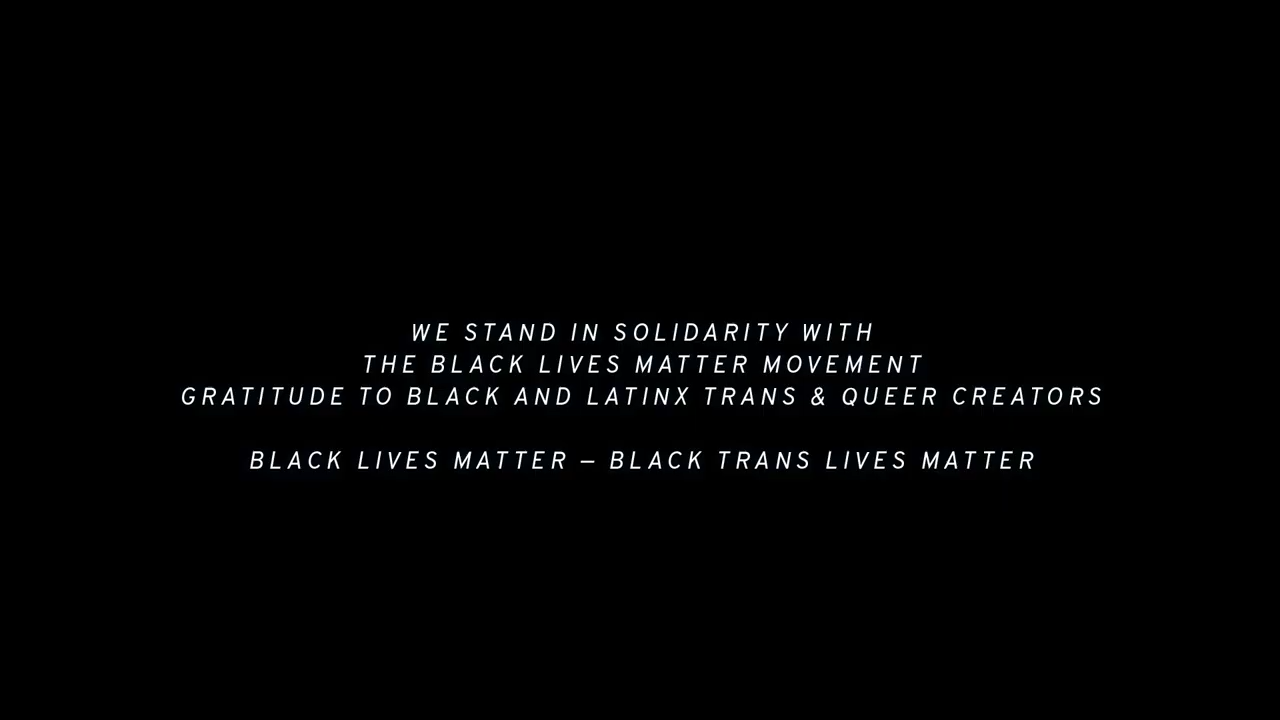 WE STAND IN SOLIDARITY WITH
THE BLACK LIVES MATTER MOVEMENT
GRATITUDE TO BLACK AND LATINX TRANS & QUEER CREATORS
BLACK LIVES MATTER – BLACK TRANS LIVES MATTER